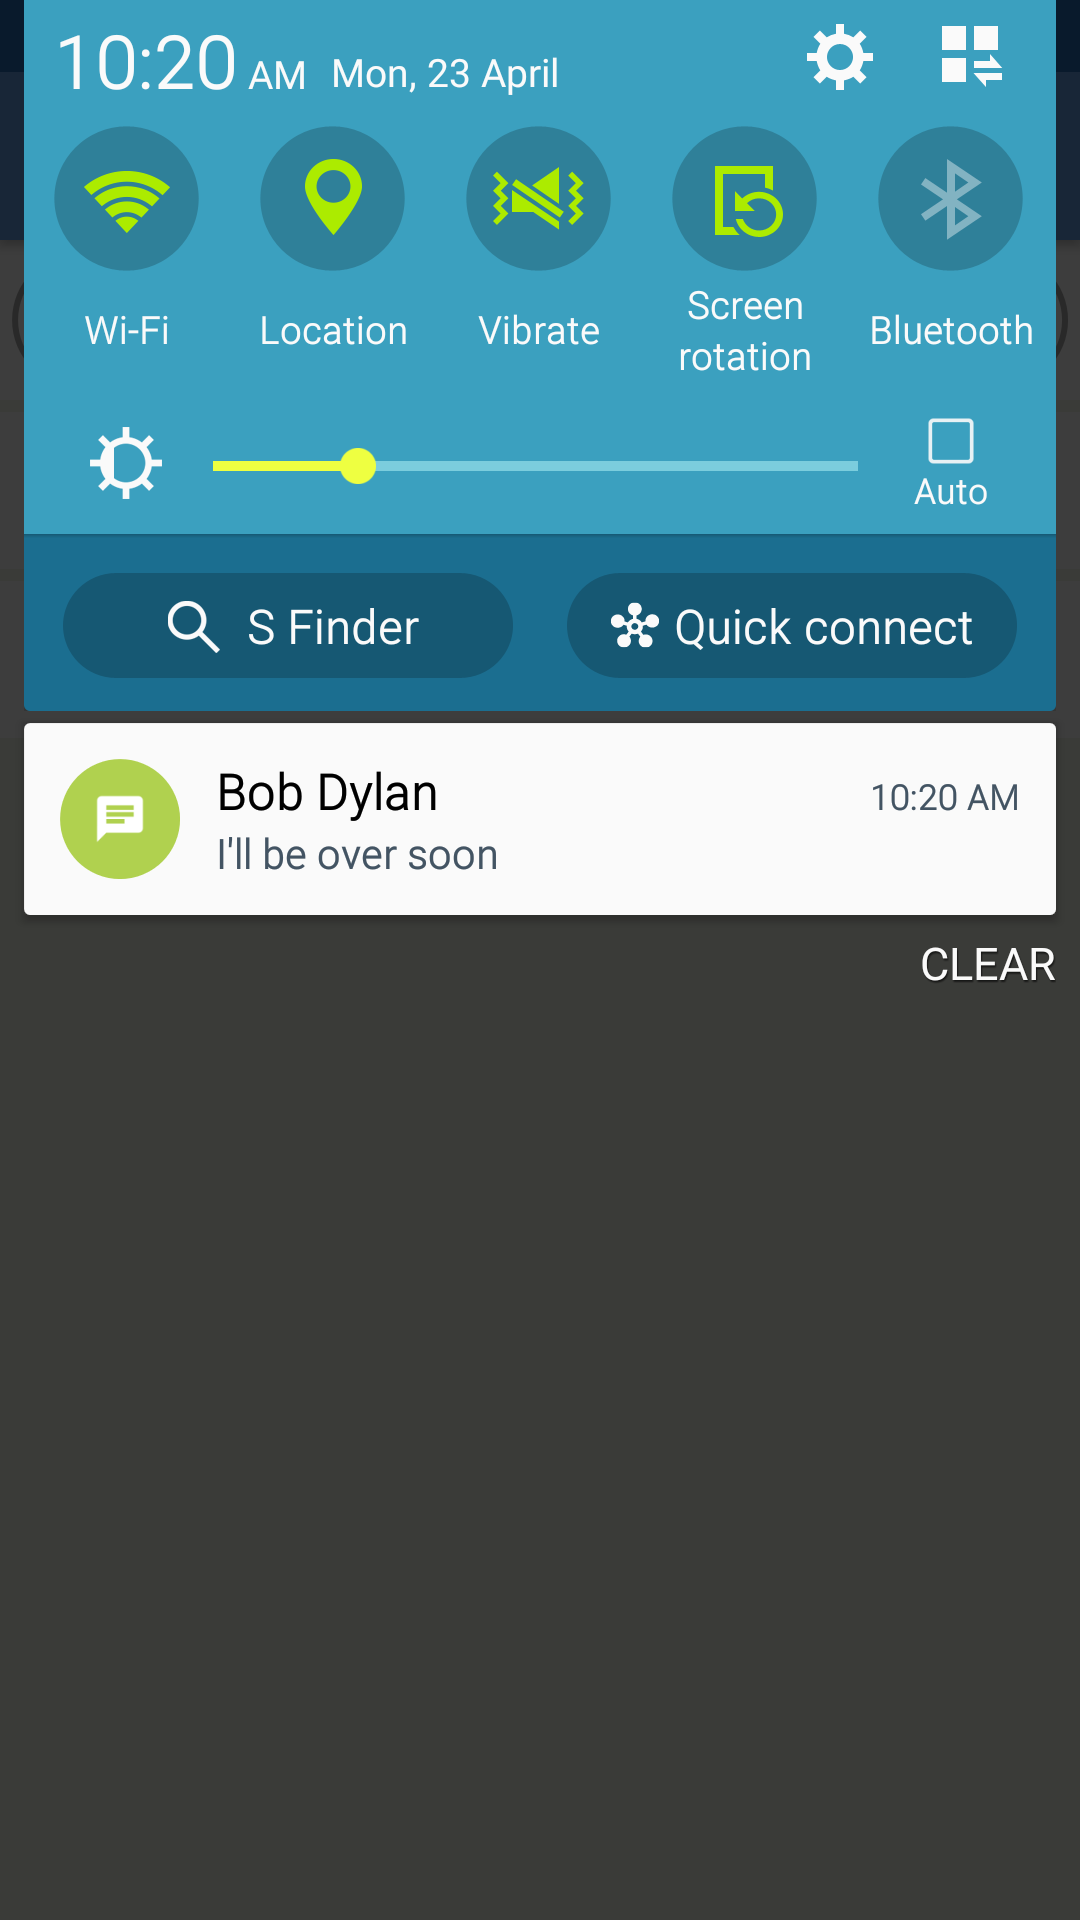 10:20 AM Mon, 23 April
Wi-Fi
Location
Vibrate
Screen
rotation
Bluetooth
Auto
S Finder
Quick connect
Bob Dylan
10:20 AM
I'll be over soon
CLEAR